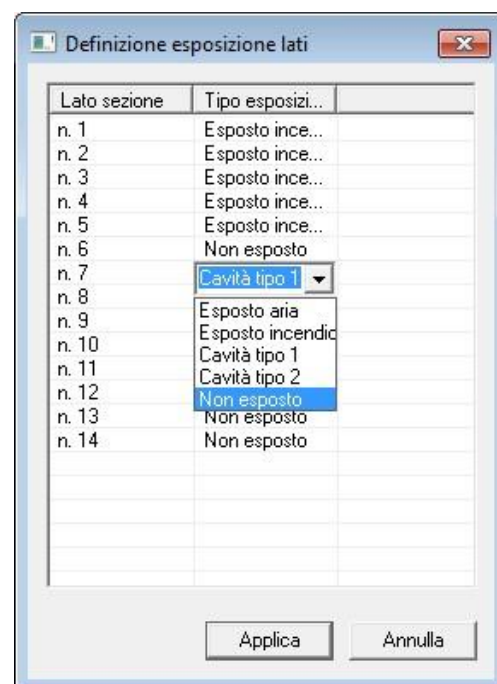 Definizione esposizione lati
Lato sezione Tipo esposizi...
n. 1 Esposto ince...
n. 2 Esposto ince...
n. 3 Esposto ince...
n. 4 Esposto ince...
n. 5 Esposto ince...
n. 6 Non esposto
n. 7 Cavità tipo 1
n. 8
n. 9
n. 10
n. 11
n. 12
Esposto aria
Esposto incendio
Cavità tipo 1
Cavità tipo 2
Non esposto
n. 13 Non esposto
n. 14 Non esposto
Applica Annulla